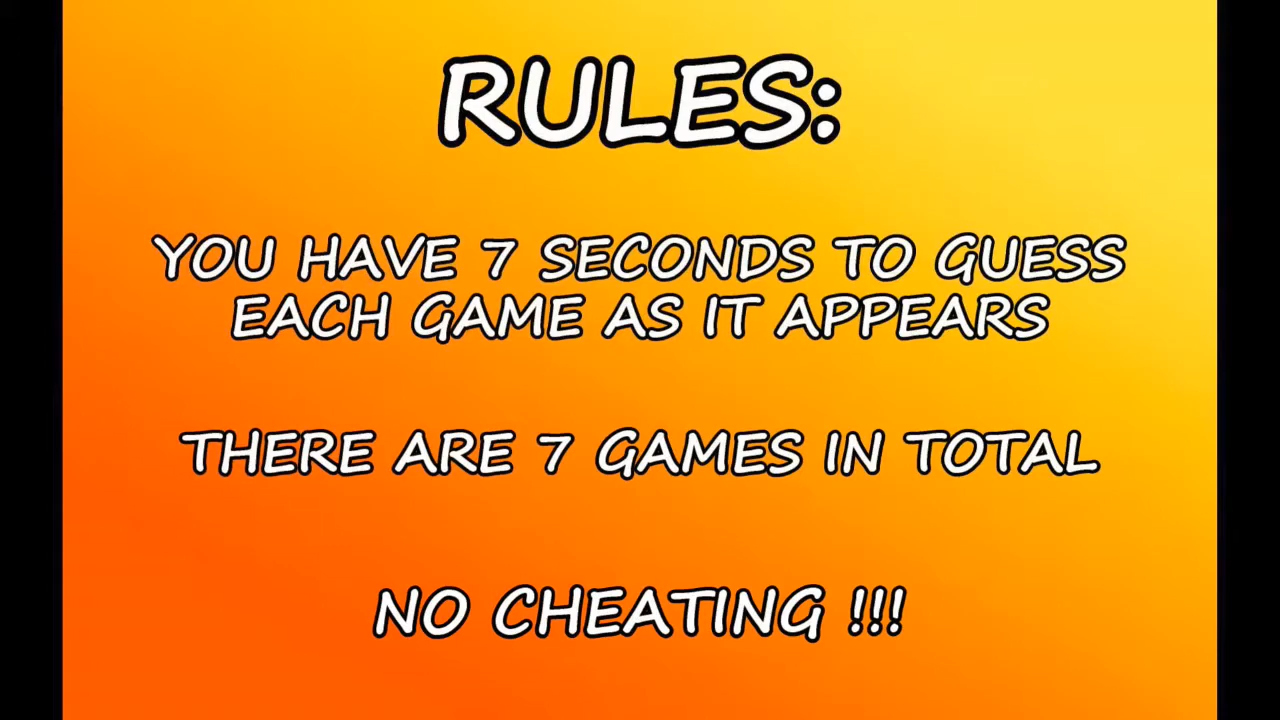 RULES:
YOU HAVE 7 SECONDS TO GUESS
EACH GAME AS IT APPEARS
THERE ARE 7 GAMES IN TOTAL
NO CHEATING !!!